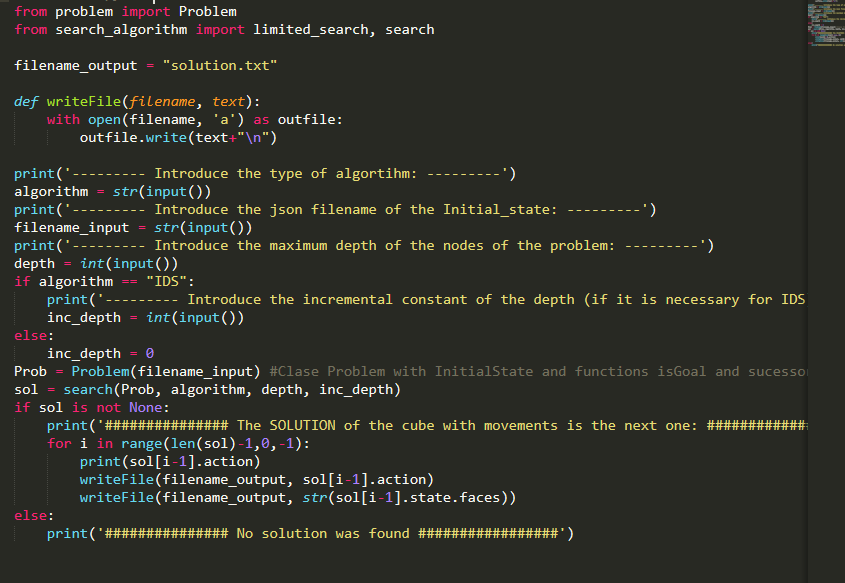 from problem import Problem
from search_algorithm import limited_search, search

filename_output = "solution.txt"

def writeFile(filename, text):
    with open(filename, 'a') as outfile:
        outfile.write(text+"\n")

print('--------- Introduce the type of algortihm: ---------')
algorithm = str(input())
print('--------- Introduce the json filename of the Initial_state: ---------')
filename_input = str(input())
print('--------- Introduce the maximum depth of the nodes of the problem: ---------')
depth = int(input())
if algorithm == "IDS":
    print('--------- Introduce the incremental constant of the depth (if it is necessary for IDS
    inc_depth = int(input())
else:
    inc_depth = 0
Prob = Problem(filename_input) #Clase Problem with InitialState and functions isGoal and sucesso
sol = search(Prob, algorithm, depth, inc_depth)
if sol is not None:
    print('############### The SOLUTION of the cube with movements is the next one: ############
    for i in range(len(sol)-1,0,-1):
        print(sol[i-1].action)
        writeFile(filename_output, sol[i-1].action)
        writeFile(filename_output, str(sol[i-1].state.faces))
else:
    print('############### No solution was found #################')